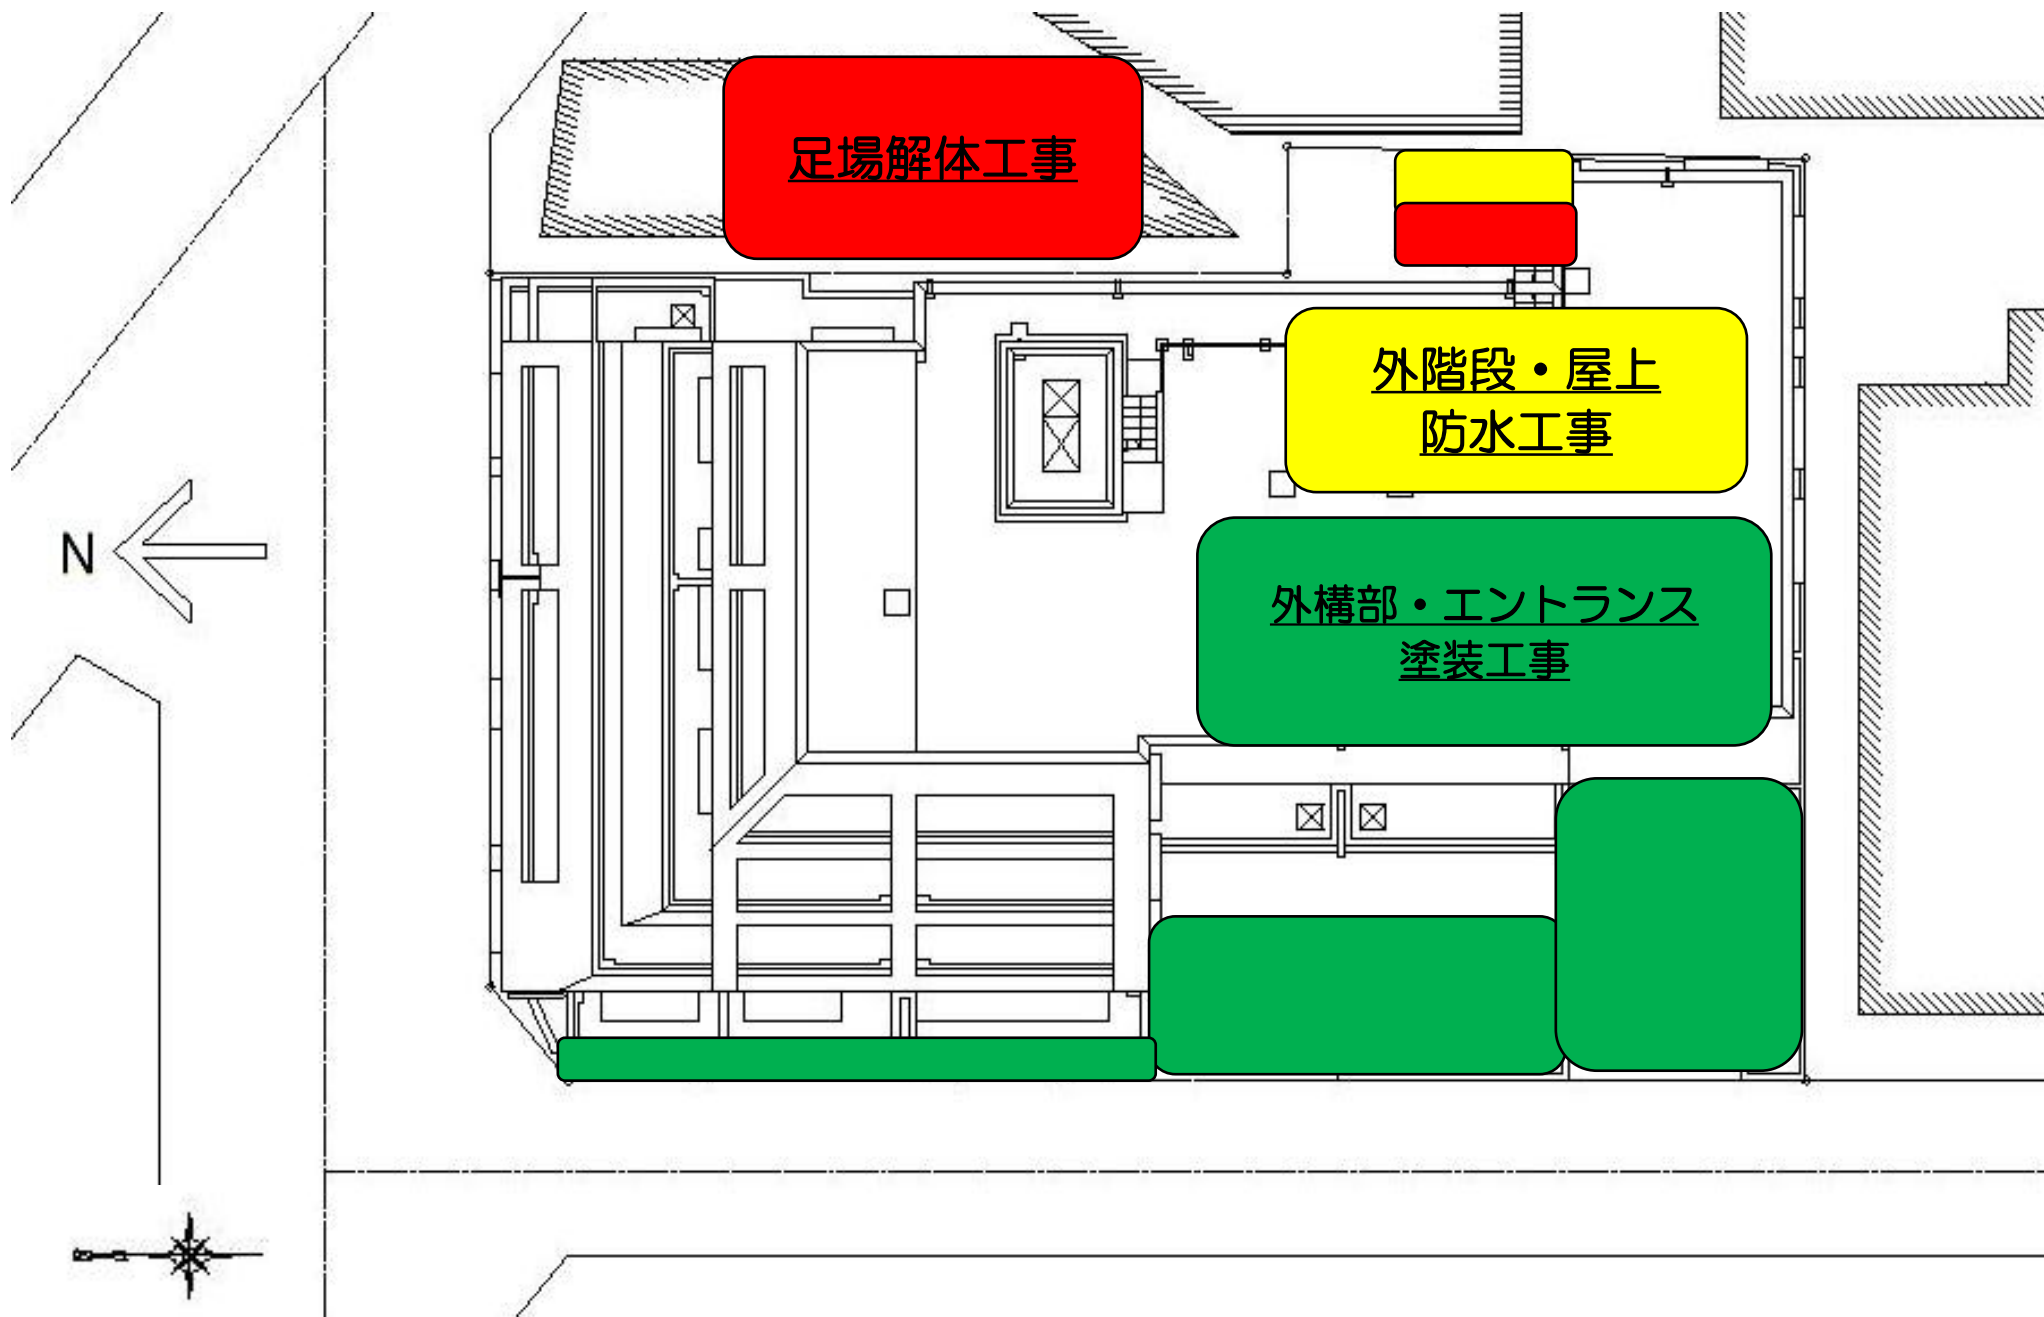 足場解体工事
外階段・屋上
防水工事
N
外構部・エントランス
塗装工事